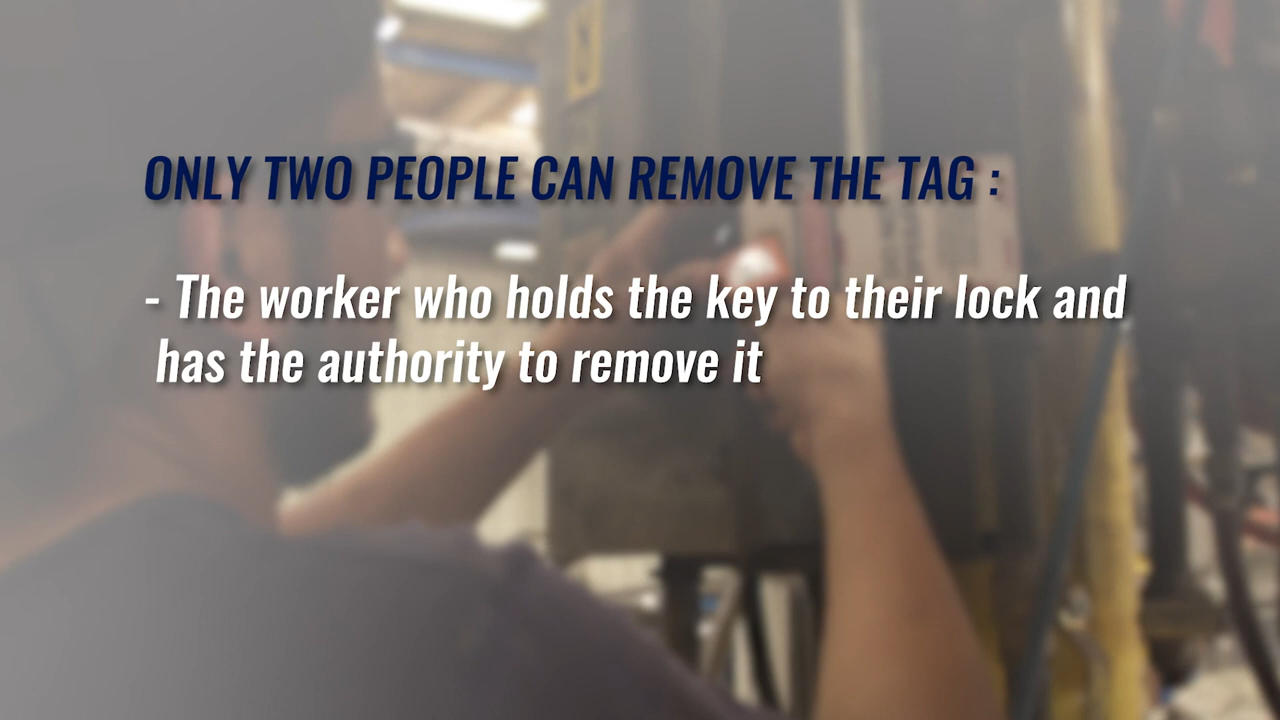 ONLY TWO PEOPLE CAN REMOVE THE TAG :
- The worker who holds the key to their lock and
has the authority to remove it